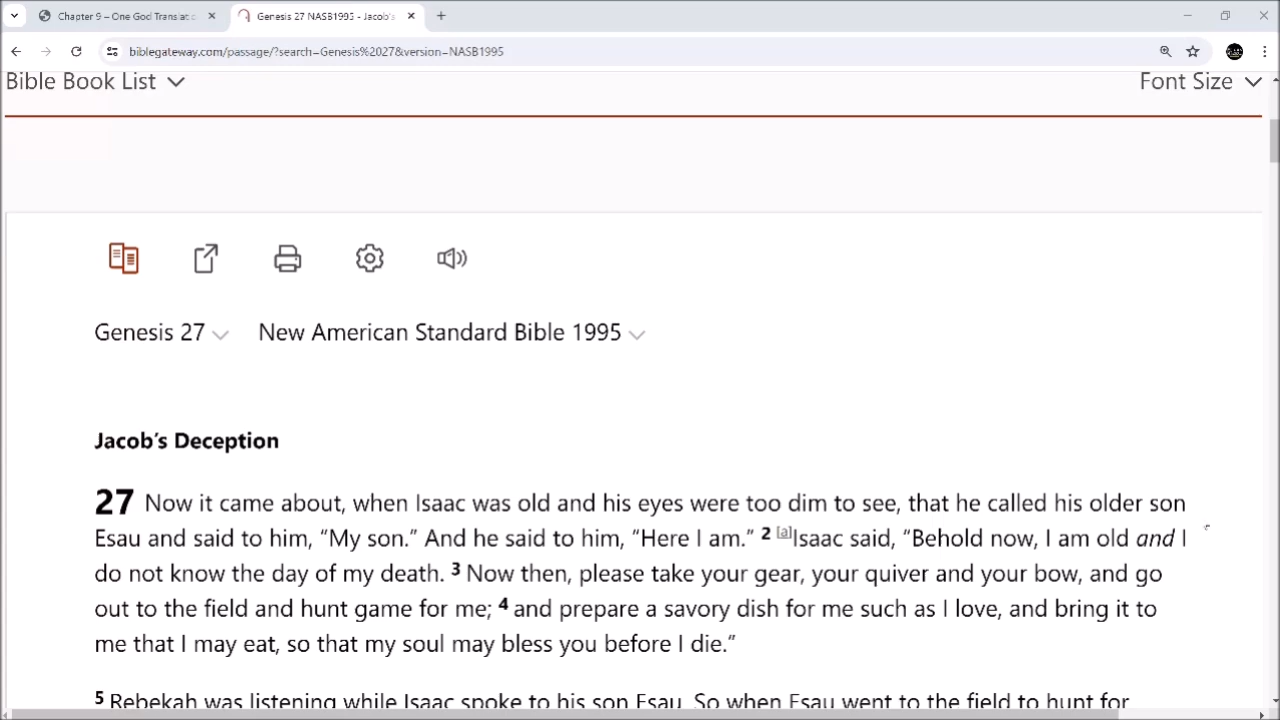 Chapter 9 – One God Translat
Genesis 27 NASB1995 - Jacob's
biblegateway.com/passage/?search=Genesis%2027&version=NASB1995
Bible Book List
Font Size
Genesis 27
New American Standard Bible 1995
Jacob's Deception
27 Now it came about, when Isaac was old and his eyes were too dim to see, that he called his older son
Esau and said to him, “My son.” And he said to him, “Here I am.” 2 [a]Isaac said, “Behold now, I am old and I
do not know the day of my death. 3 Now then, please take your gear, your quiver and your bow, and go
out to the field and hunt game for me; 4 and prepare a savory dish for me such as I love, and bring it to
me that I may eat, so that my soul may bless you before I die.”
5 Rebekah was listening while Isaac spoke to his son Esau. So when Esau went to the field to hunt for